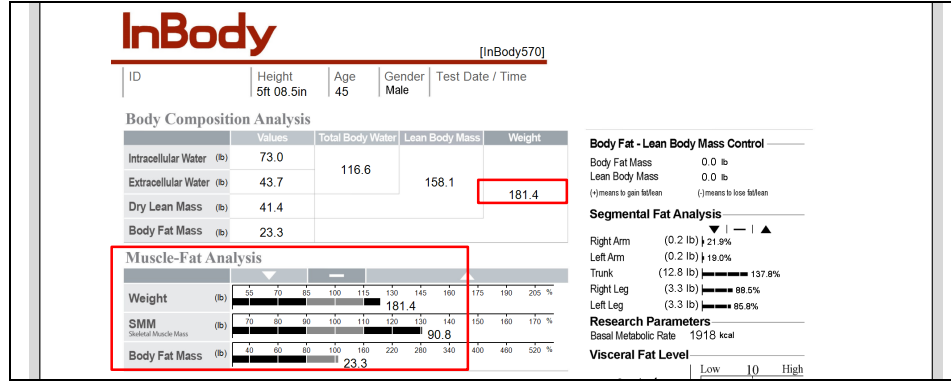 InBody
[InBody570]
ID Height Age Gender Test Date / Time
5ft 08.5in 45 Male
Body Composition Analysis
Values Total Body Water Lean Body Mass Weight
Intracellular Water (lb) 73.0
116.6
Extracellular Water (lb) 43.7
158.1
181.4
Dry Lean Mass (lb) 41.4
Body Fat Mass (lb) 23.3
Muscle-Fat Analysis
Weight (lb) 55 70 85 100 115 130 145 160 175 190 205 %
181.4
SMM (lb) 70 80 90 100 110 120 130 140 150 160 170 %
Skeletal Muscle Mass
90.8
Body Fat Mass (lb) 40 60 80 100 160 220 280 340 400 460 520 %
23.3
Body Fat - Lean Body Mass Control
Body Fat Mass 0.0 lb
Lean Body Mass 0.0 lb
(+) means to gain fat/lean (-) means to lose fat/lean
Segmental Fat Analysis
Right Arm (0.2 lb) 21.9%
Left Arm (0.2 lb) 19.0%
Trunk (12.8 lb) 137.8%
Right Leg (3.3 lb) 88.5%
Left Leg (3.3 lb) 85.8%
Research Parameters
Basal Metabolic Rate 1918 kcal
Visceral Fat Level
Low 10 High